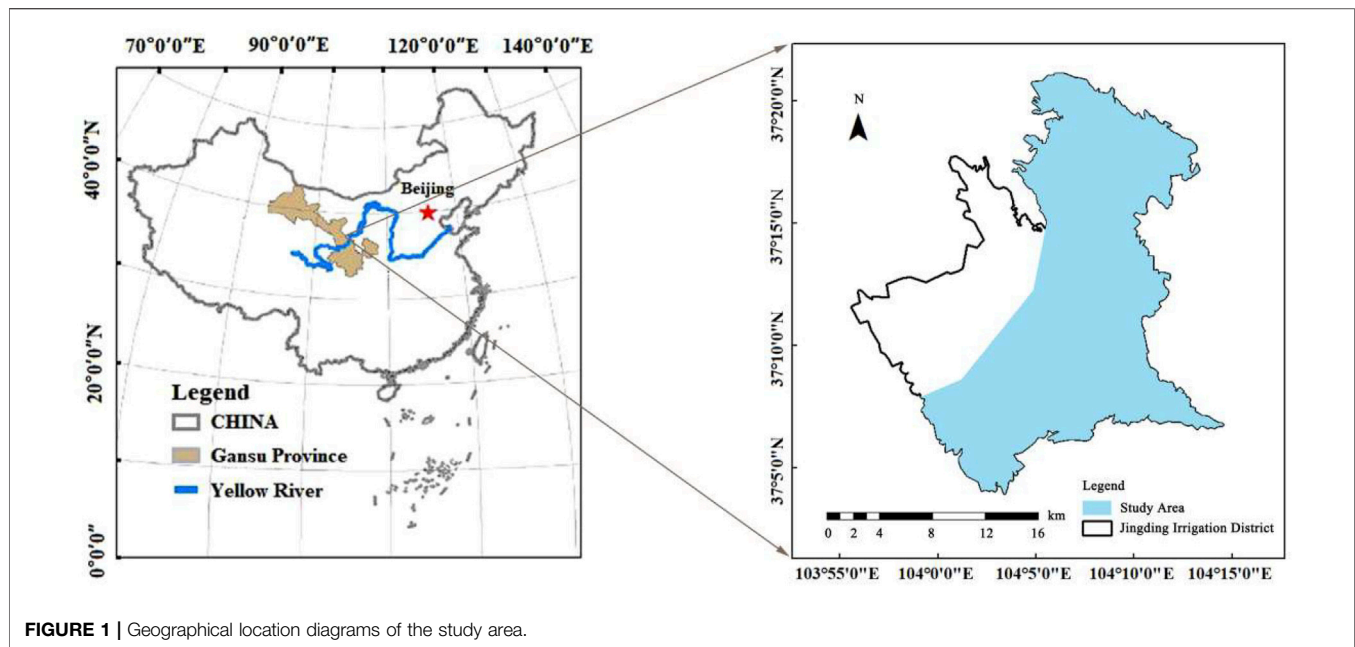 70°0'0"E 90°0'0"E 120°0'0"E 140°0'0"E
40°0'0"N
20°0'0"N
0°0'0"
Beijing
Legend
CHINA
Gansu Province
Yellow River
N
37°20'0"N
37°15'0"N
37°10'0"N
37°5'0"N
Legend
Study Area
Jingding Irrigation District
0 2 4 8 12 16 km
103°55'0"E 104°0'0"E 104°5'0"E 104°10'0"E 104°15'0"E
FIGURE 1 | Geographical location diagrams of the study area.